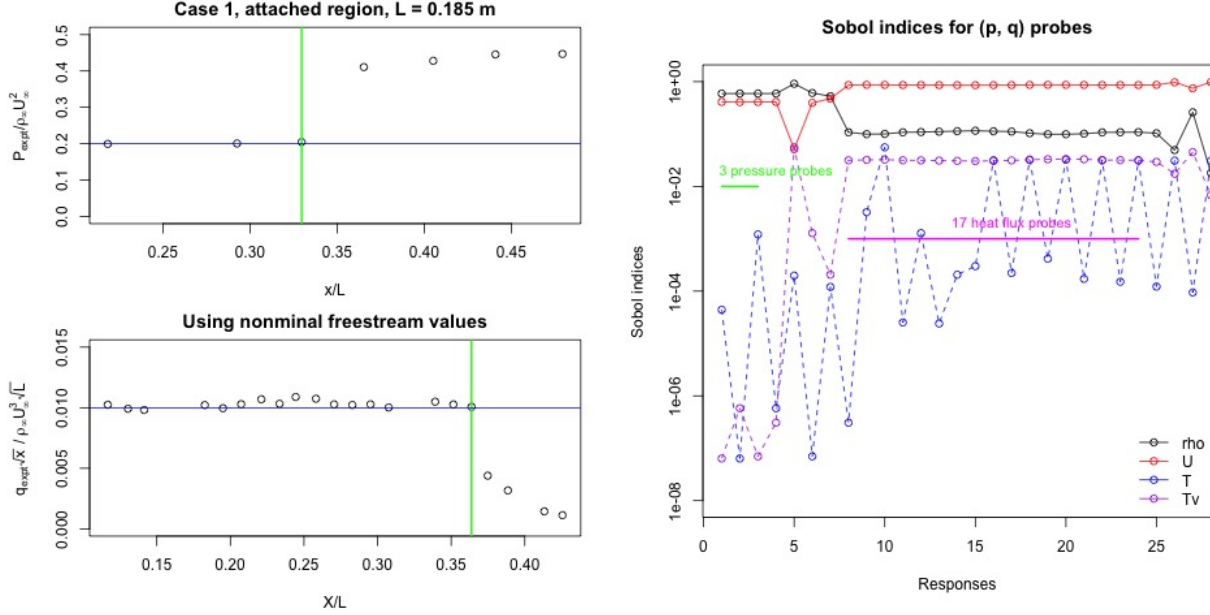 Case 1, attached region, L = 0.185 m
P_expt/ρ∞U∞²
0.5
0.4
0.3
0.2
0.1
0.0
0.25 0.30 0.35 0.40 0.45
x/L
Using nonminal freestream values
q_expt√x / ρ∞U∞³√L
0.015
0.010
0.005
0.000
0.15 0.20 0.25 0.30 0.35 0.40
X/L
Sobol indices for (p, q) probes
Sobol indices
1e+00
1e-02
1e-04
1e-06
1e-08
3 pressure probes
17 heat flux probes
rho
U
T
Tv
0 5 10 15 20 25
Responses